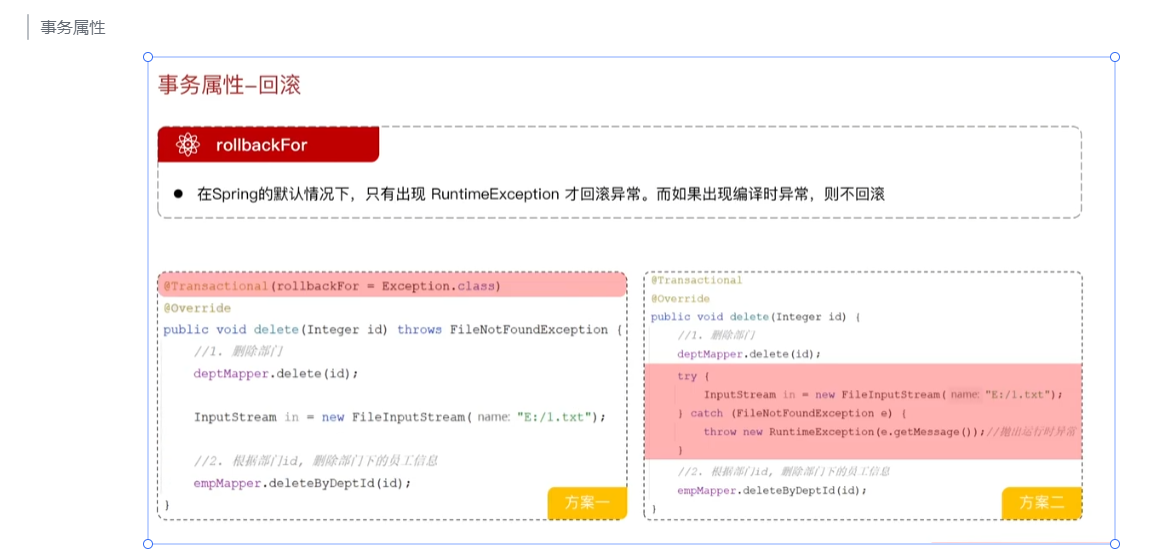 事务属性
事务属性-回滚
rollbackFor
● 在Spring的默认情况下，只有出现 RuntimeException 才回滚异常。而如果出现编译时异常，则不回滚
@Transactional(rollbackFor = Exception.class)
@Override
public void delete(Integer id) throws FileNotFoundException {
//1. 删除部门
deptMapper.delete(id);
InputStream in = new FileInputStream( name: "E:/1.txt");
//2. 根据部门id, 删除部门下的员工信息
empMapper.deleteByDeptId(id);
}
方案一
@Transactional
@Override
public void delete(Integer id) {
//1. 删除部门
deptMapper.delete(id);
try {
InputStream in = new FileInputStream( name: "E:/1.txt");
} catch (FileNotFoundException e) {
throw new RuntimeException(e.getMessage());//抛出运行时异常
}
//2. 根据部门id, 删除部门下的员工信息
empMapper.deleteByDeptId(id);
}
方案二